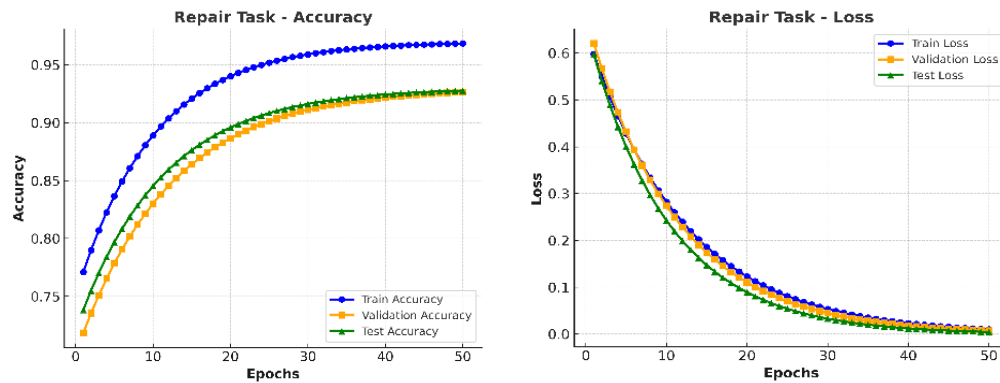 Repair Task - Accuracy
Accuracy
0.95
0.90
0.85
0.80
0.75
Train Accuracy
Validation Accuracy
Test Accuracy
0 10 20 30 40 50
Epochs
Repair Task - Loss
Loss
0.6
0.5
0.4
0.3
0.2
0.1
0.0
Train Loss
Validation Loss
Test Loss
0 10 20 30 40 50
Epochs